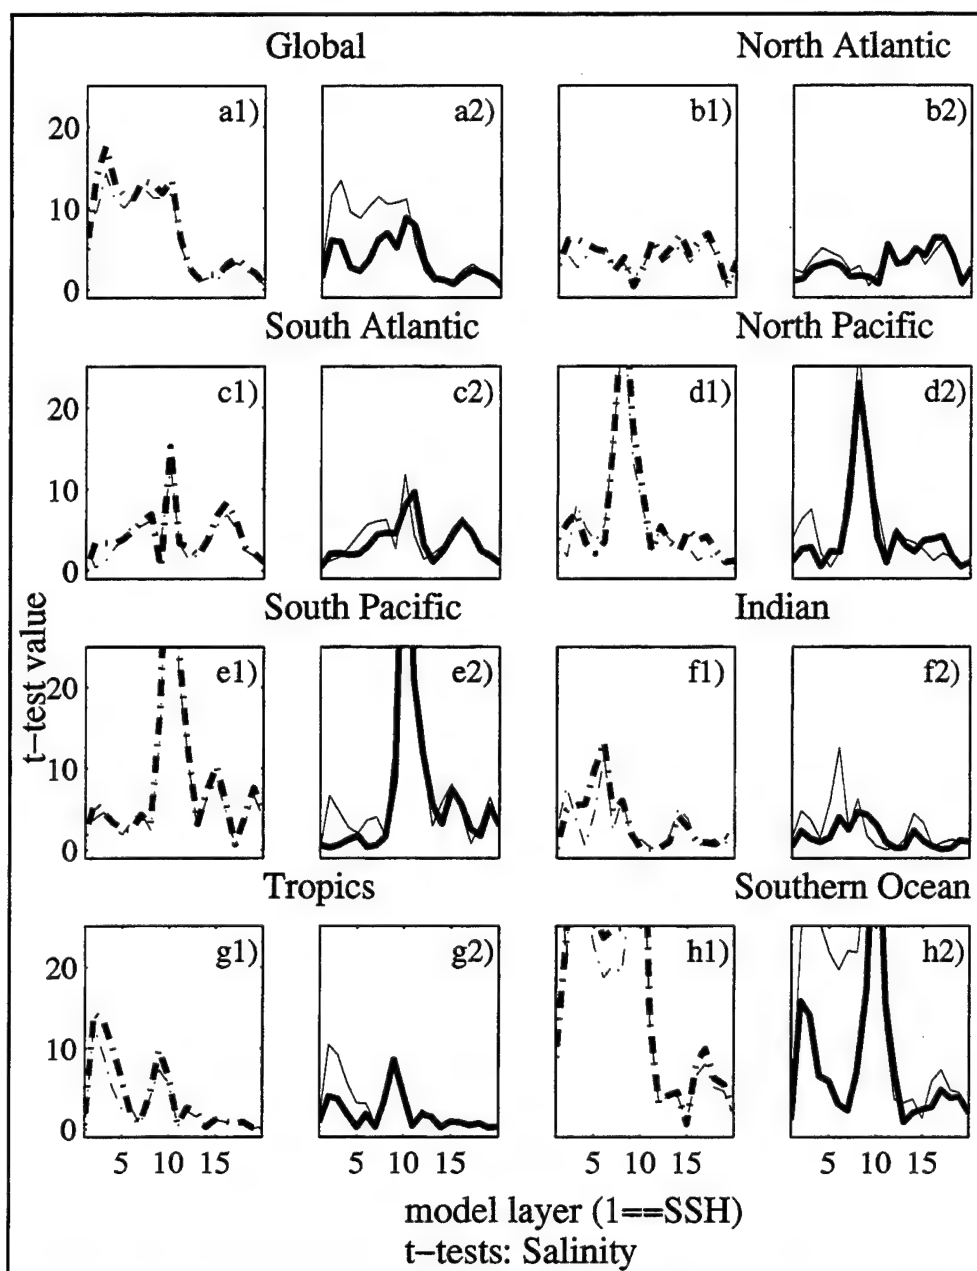 Global North Atlantic
a1) a2) b1) b2)
20
10
0
South Atlantic North Pacific
c1) c2) d1) d2)
20
10
0
South Pacific Indian
e1) e2) f1) f2)
20
10
0
Tropics Southern Ocean
g1) g2) h1) h2)
20
10
0
t-test value
5 10 15 5 10 15 5 10 15 5 10 15
model layer (1==SSH)
t-tests: Salinity